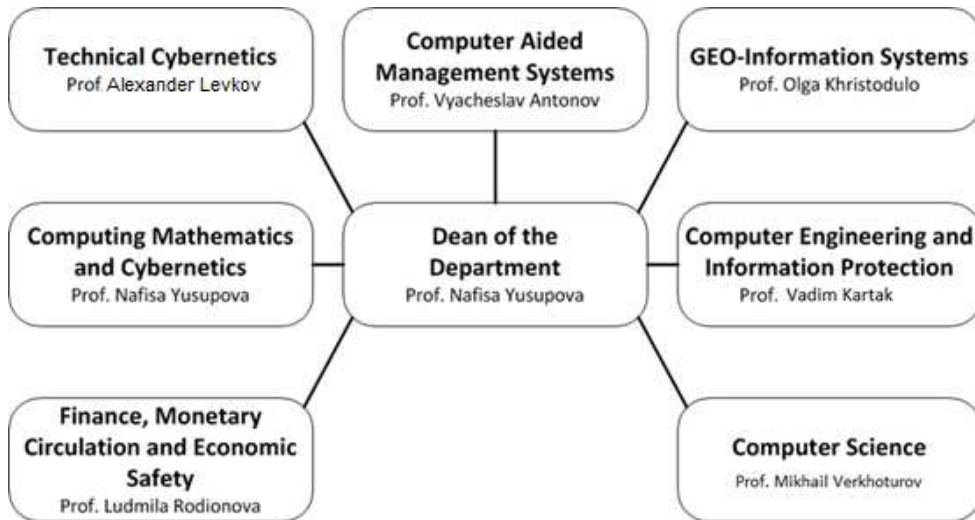 Technical Cybernetics
Prof. Alexander Levkov
Computer Aided
Management Systems
Prof. Vyacheslav Antonov
GEO-Information Systems
Prof. Olga Khristodulo
Computing Mathematics
and Cybernetics
Prof. Nafisa Yusupova
Dean of the
Department
Prof. Nafisa Yusupova
Computer Engineering and
Information Protection
Prof. Vadim Kartak
Finance, Monetary
Circulation and Economic
Safety
Prof. Ludmila Rodionova
Computer Science
Prof. Mikhail Verkhoturov